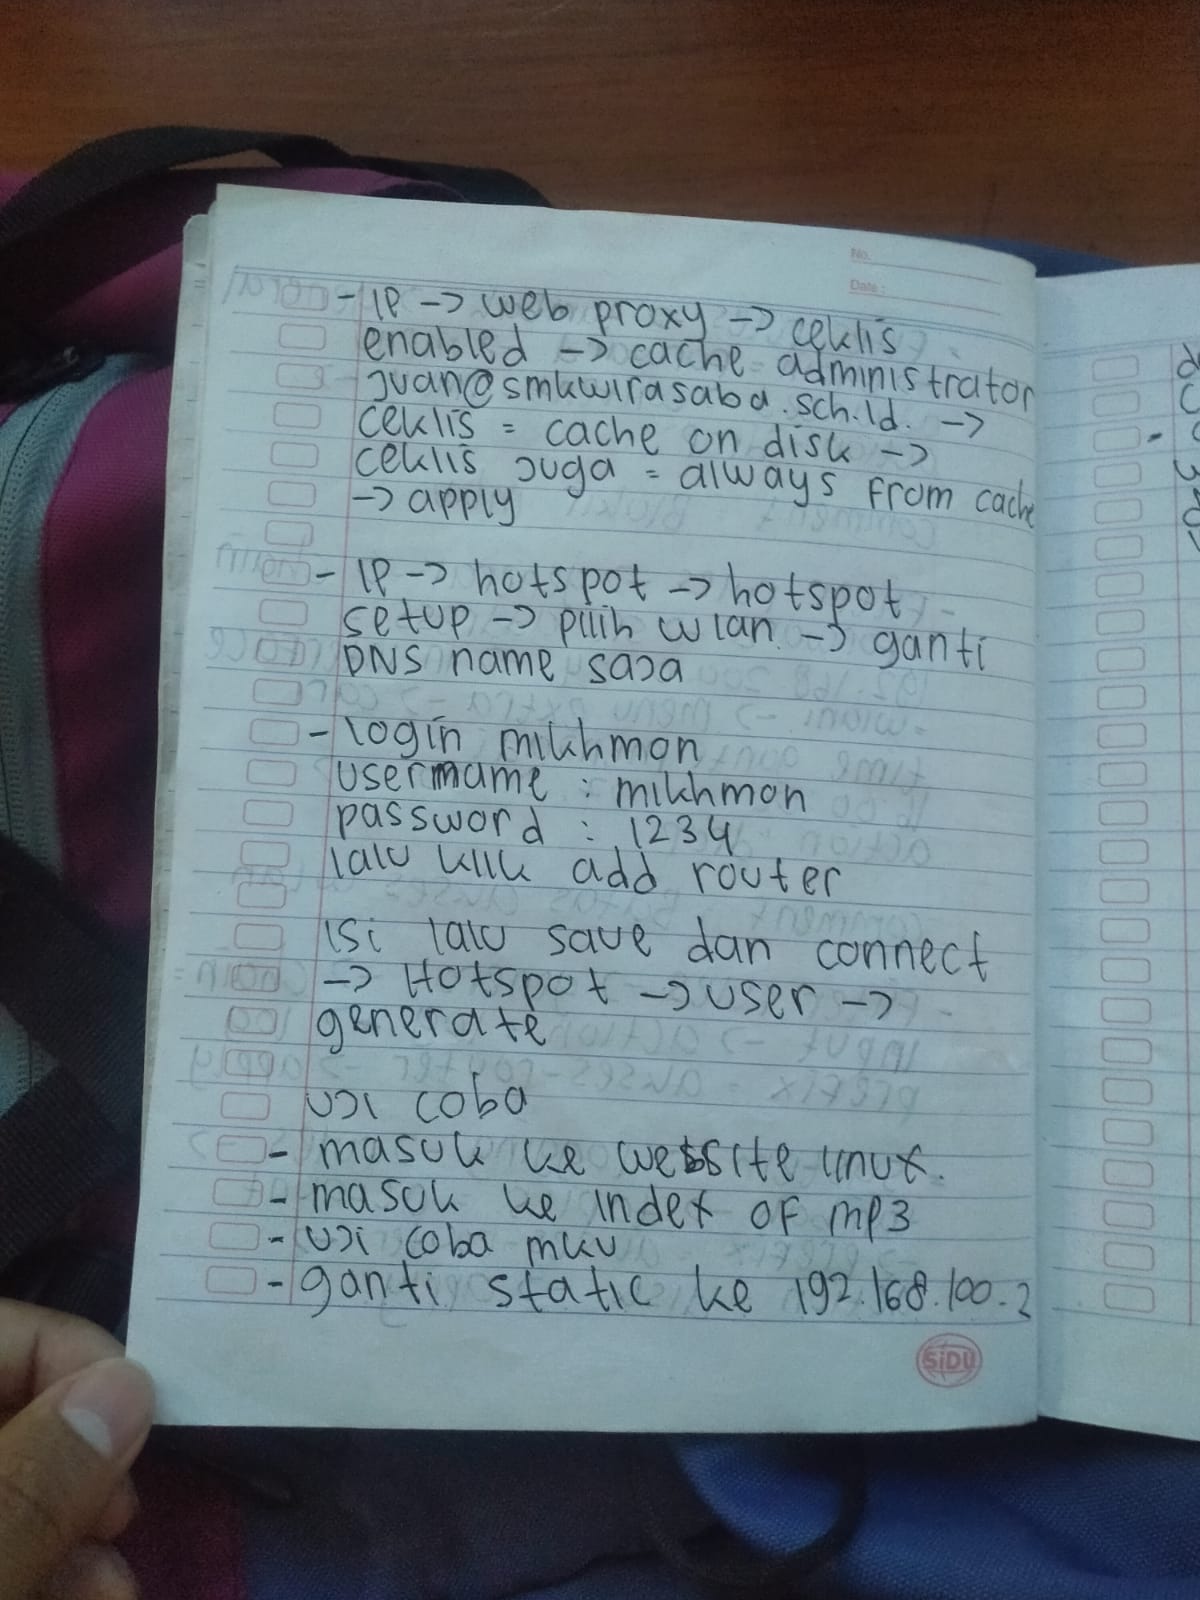 No.
Date:
- IP -> web proxy -> ceklis
enabled -> cache administrator
juan@smkwirasaba.sch.id. ->
ceklis = cache on disk ->
ceklis juga = always from cache
-> apply
- IP -> hotspot -> hotspot
setup -> pilih wlan -> ganti
DNS name saja
- login mikhmon
username : mikhmon
password : 1234
lalu klik add router
isi lalu save dan connect
-> Hotspot -> user ->
generate
uji coba
- masuk ke website linux.
- masuk ke index of mp3
- uji coba mkv
- ganti static ke 192.168.100.2
SiDU